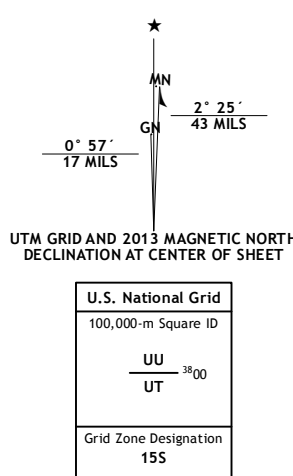 ★
MN
GN
2° 25´
43 MILS
0° 57´
17 MILS
UTM GRID AND 2013 MAGNETIC NORTH
DECLINATION AT CENTER OF SHEET
U.S. National Grid
100,000-m Square ID
UU
3800
UT
Grid Zone Designation
15S